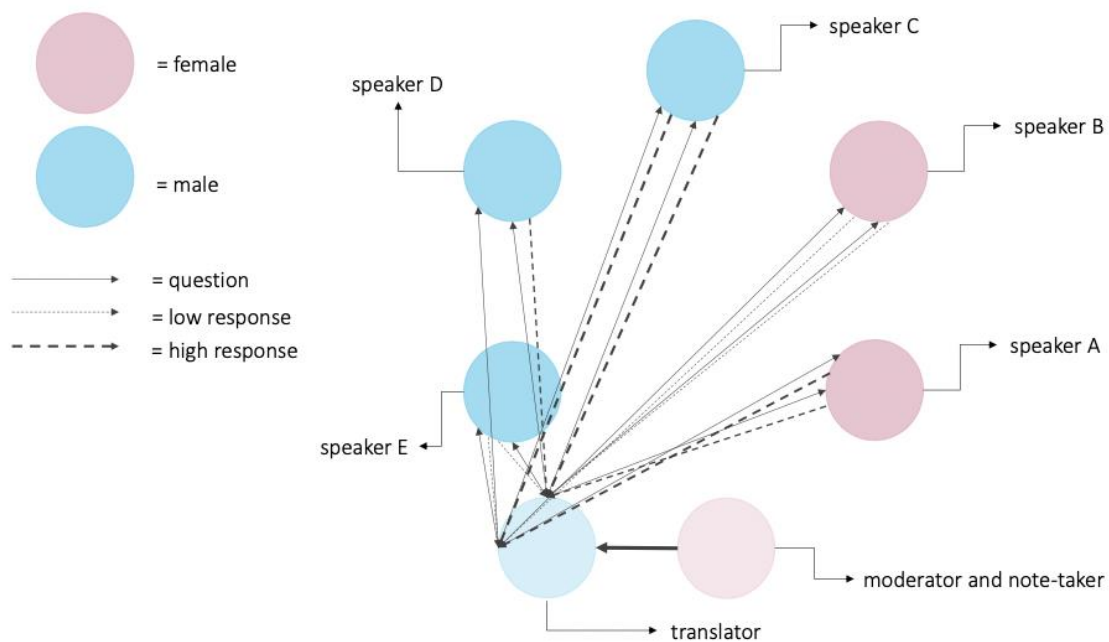 = female
= male
= question
= low response
= high response
speaker C
speaker D
speaker B
speaker A
speaker E
moderator and note-taker
translator